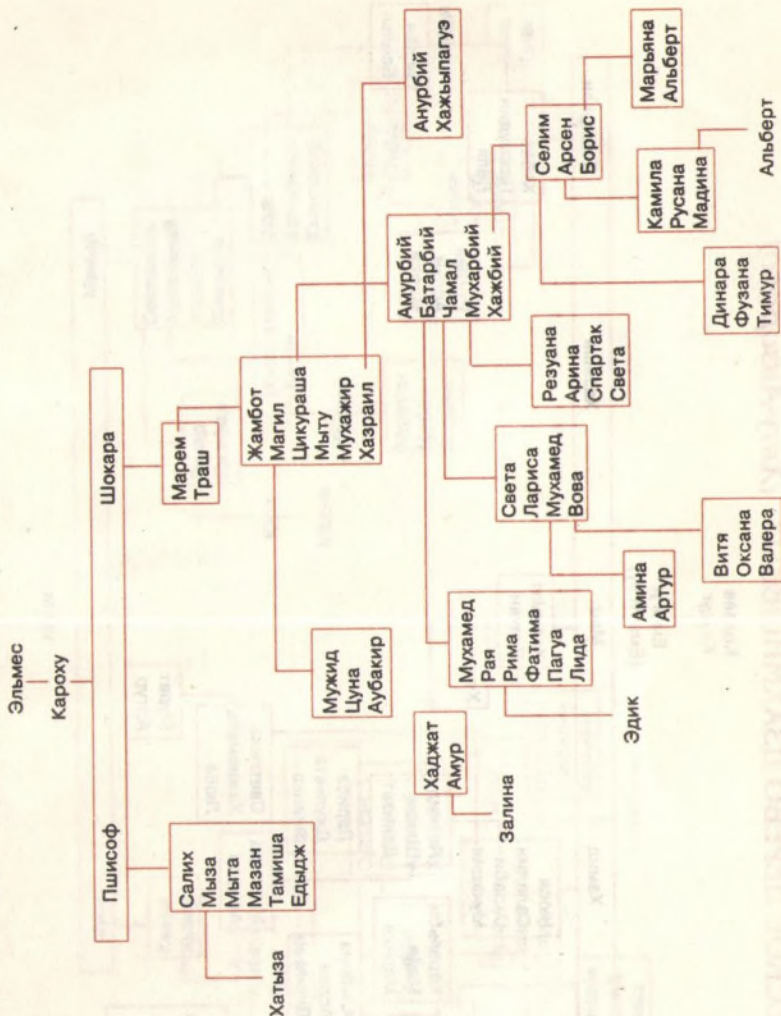 Эльмес
Кароху
Пшисоф
Шокара
Салих
Мыза
Мыта
Мазан
Тамиша
Едыдж
Хатыза
Марем
Траш
Жамбот
Магил
Цикураша
Мыту
Мухажир
Хазраил
Мужид
Цуна
Аубакир
Амурбий
Батарбий
Чамал
Мухарбий
Хажбий
Анурбий
Хажьыпагуэ
Хаджат
Амур
Залина
Мухамед
Рая
Рима
Фатима
Пагуа
Лида
Эдик
Света
Лариса
Мухамед
Вова
Амина
Артур
Витя
Оксана
Валера
Резуана
Арина
Спартак
Света
Селим
Арсен
Борис
Динара
Фузана
Тимур
Камила
Русана
Мадина
Альберт
Марьяна
Альберт